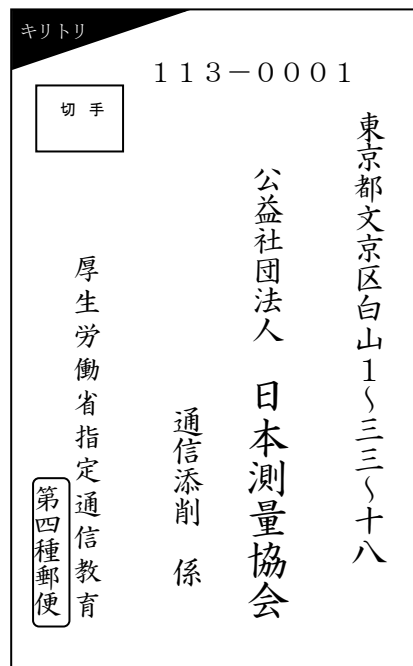 キリトリ
113－0001
切 手
東京都文京区白山1～三三～十八
公益社団法人 日本測量協会
通信添削 係
厚生労働省指定通信教育
第四種郵便